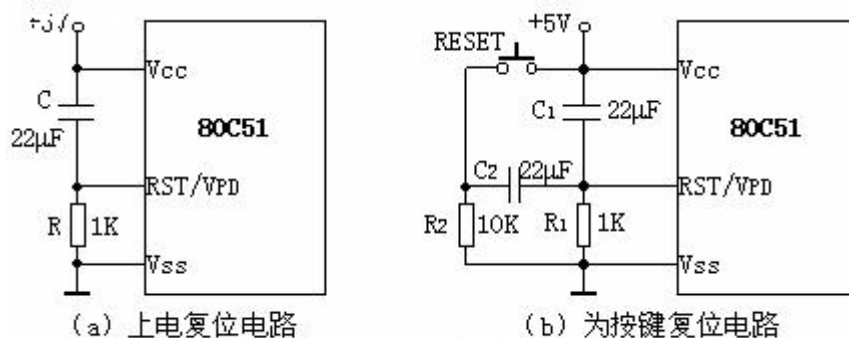 Vcc
C
22μF
80C51
RST/VPD
R
1K
Vss
(a) 上电复位电路
+5V
RESET
Vcc
C1
22μF
80C51
C2
22μF
RST/VPD
R2
10K
R1
1K
Vss
(b) 为按键复位电路